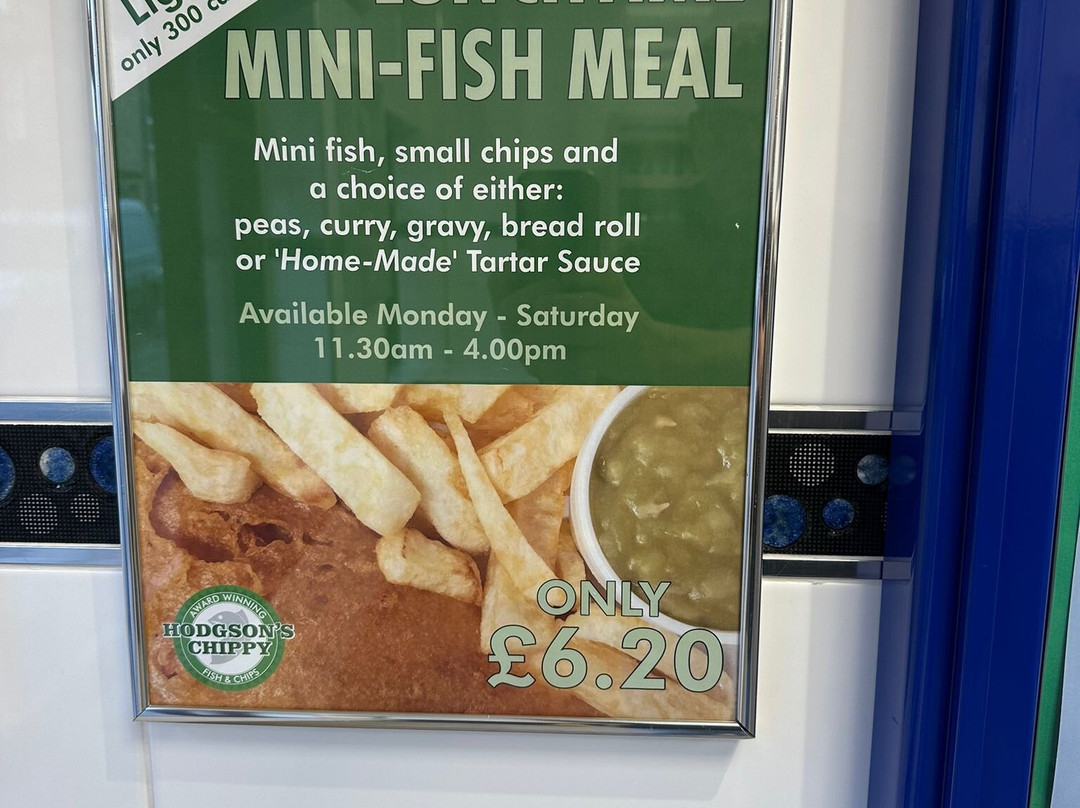 only 300
MINI-FISH MEAL
Mini fish, small chips and
a choice of either:
peas, curry, gravy, bread roll
or 'Home-Made' Tartar Sauce
Available Monday - Saturday
11.30am - 4.00pm
AWARD WINNING
HODGSON'S
CHIPPY
FISH & CHIPS
ONLY
£6.20